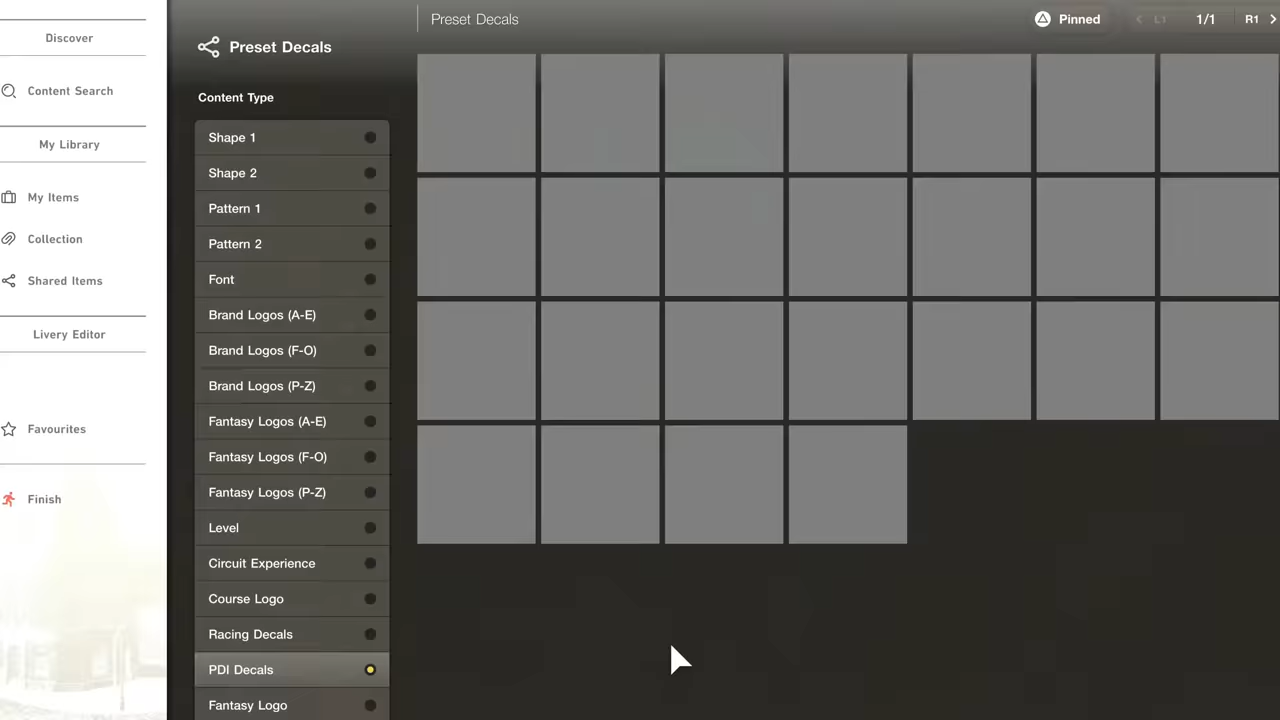 Discover
Content Search
My Library
My Items
Collection
Shared Items
Livery Editor
Favourites
Finish
Preset Decals
Content Type
Shape 1
Shape 2
Pattern 1
Pattern 2
Font
Brand Logos (A-E)
Brand Logos (F-O)
Brand Logos (P-Z)
Fantasy Logos (A-E)
Fantasy Logos (F-O)
Fantasy Logos (P-Z)
Level
Circuit Experience
Course Logo
Racing Decals
PDI Decals
Fantasy Logo
Preset Decals
Pinned
L1 1/1 R1